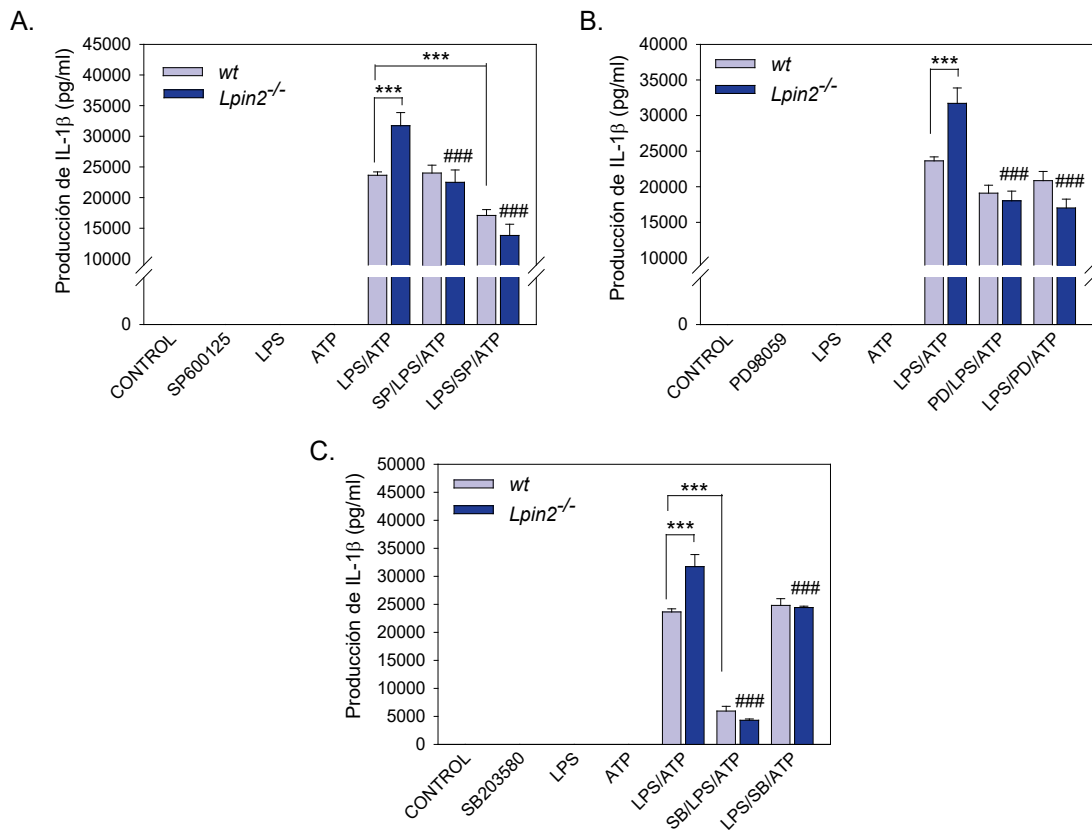 A.
Producción de IL-1β (pg/ml)
45000
40000
35000
30000
25000
20000
15000
10000
0
wt
Lpin2-/-
***
***
###
###
CONTROL
SP600125
LPS
ATP
LPS/ATP
SP/LPS/ATP
LPS/SP/ATP
B.
Producción de IL-1β (pg/ml)
40000
35000
30000
25000
20000
15000
10000
0
wt
Lpin2-/-
***
###
###
CONTROL
PD98059
LPS
ATP
LPS/ATP
PD/LPS/ATP
LPS/PD/ATP
C.
Producción de IL-1β (pg/ml)
50000
45000
40000
35000
30000
25000
20000
15000
10000
5000
0
wt
Lpin2-/-
***
***
###
###
CONTROL
SB203580
LPS
ATP
LPS/ATP
SB/LPS/ATP
LPS/SB/ATP